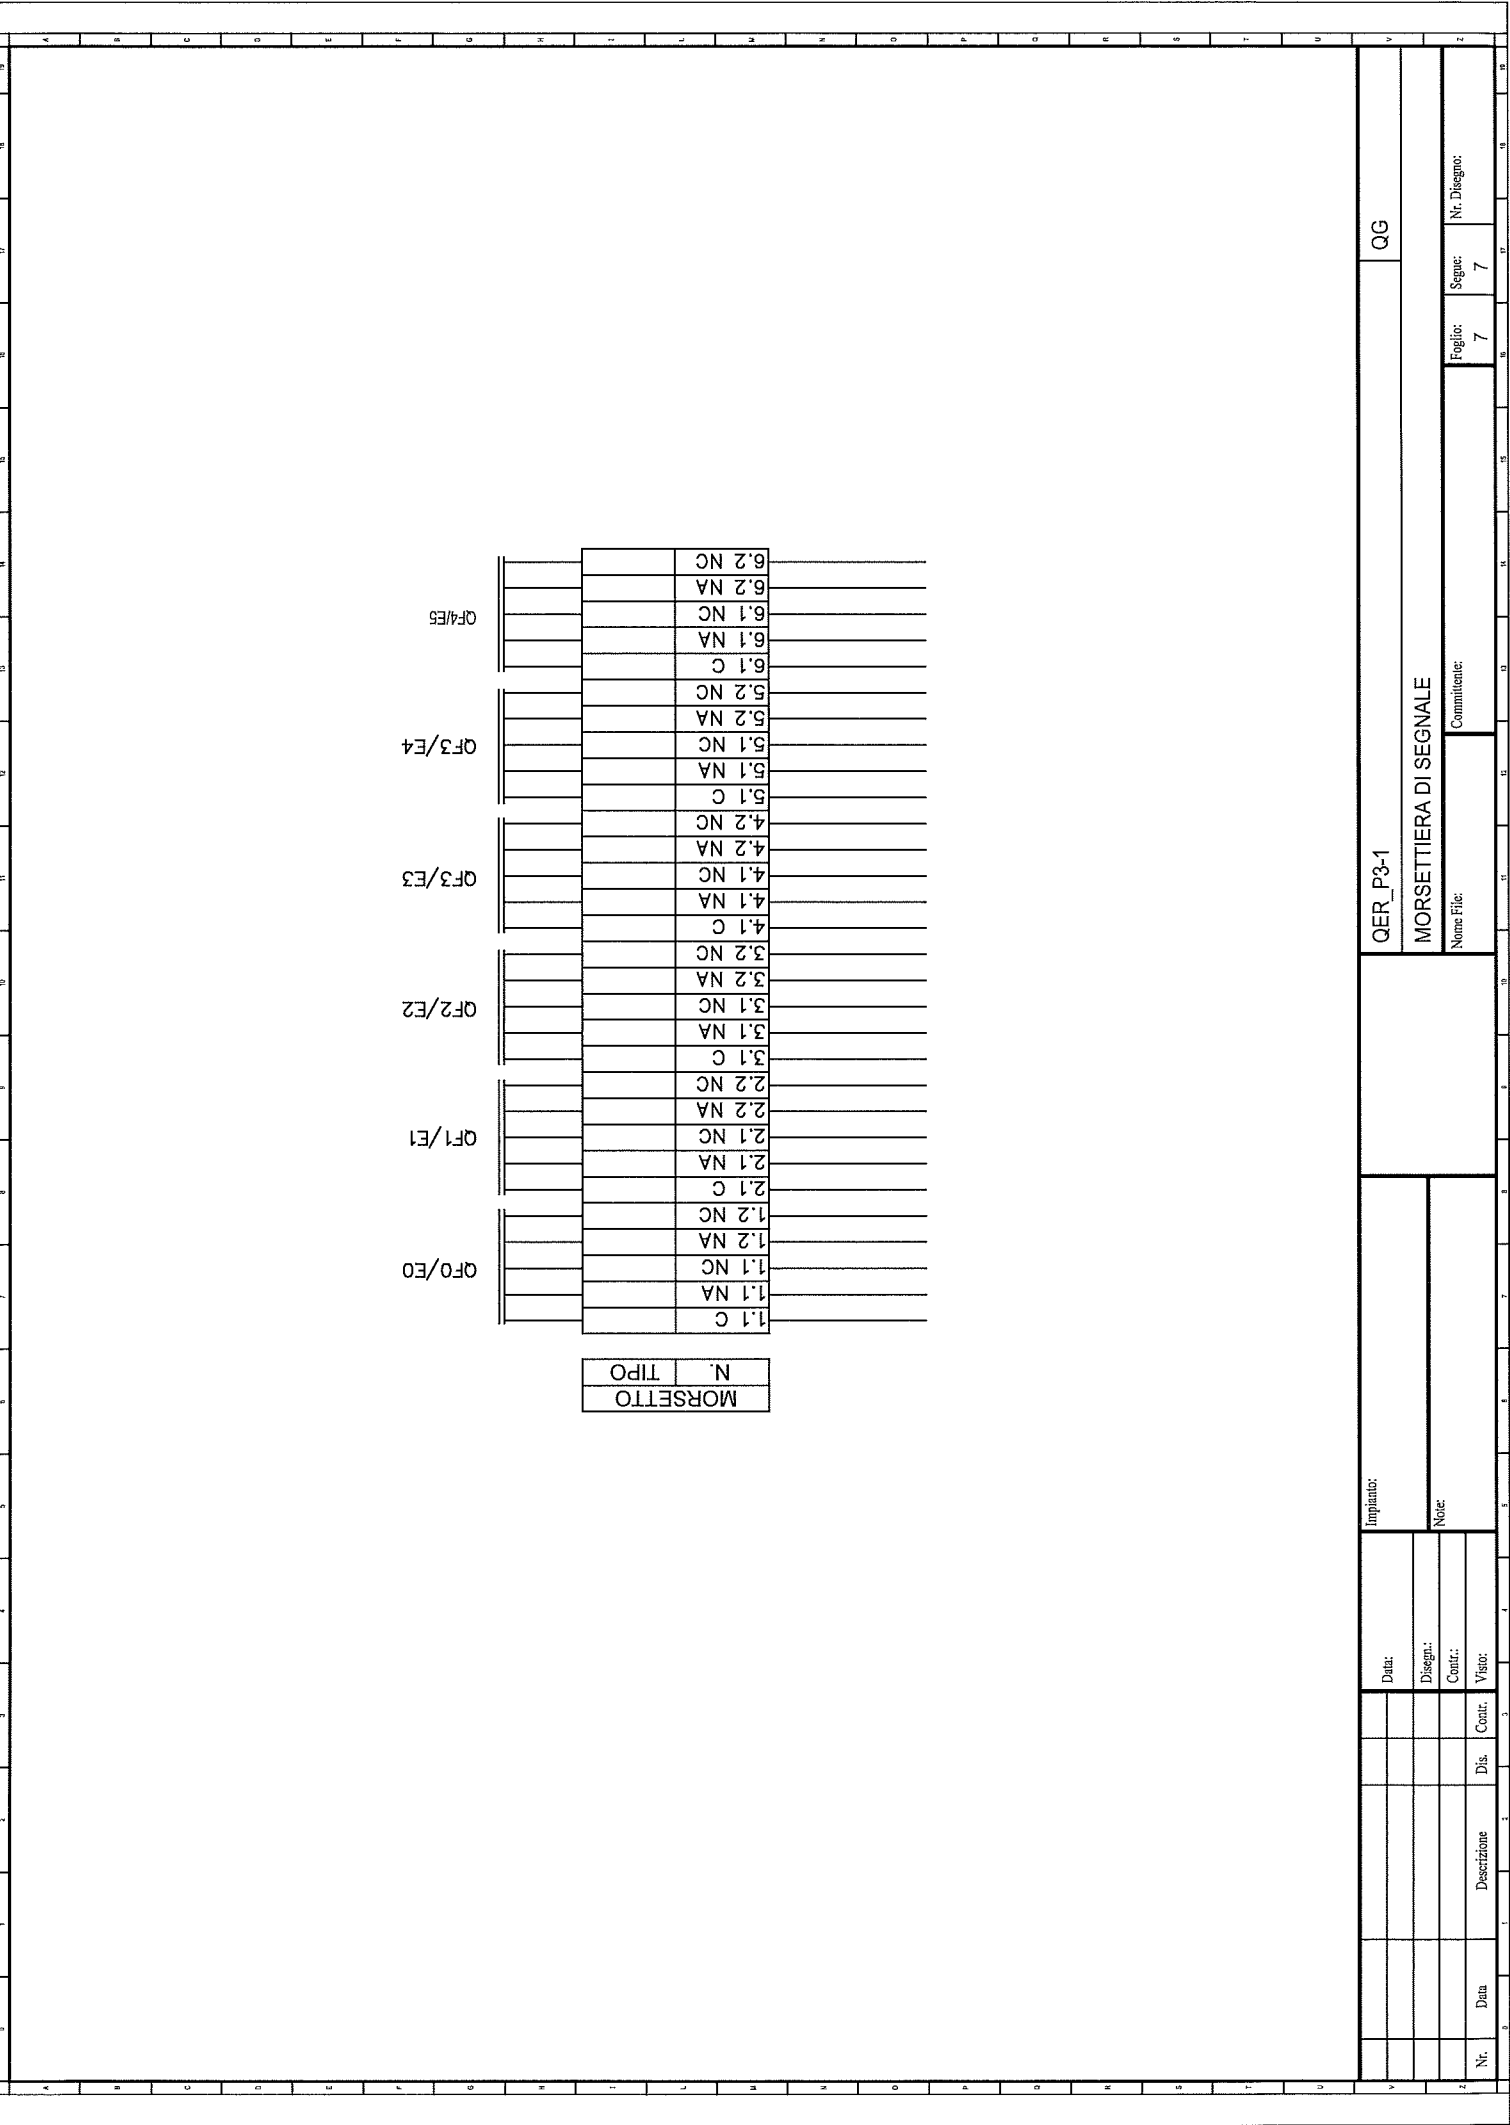 QF0/E0
QF1/E1
QF2/E2
QF3/E3
QF3/E4
QF4/E5
MORSETTO
N.
TIPO
1.1 C
1.1 NA
1.1 NC
1.2 NA
1.2 NC
2.1 C
2.1 NA
2.1 NC
2.2 NA
2.2 NC
3.1 C
3.1 NA
3.1 NC
3.2 NA
3.2 NC
4.1 C
4.1 NA
4.1 NC
4.2 NA
4.2 NC
5.1 C
5.1 NA
5.1 NC
5.2 NA
5.2 NC
6.1 C
6.1 NA
6.1 NC
6.2 NA
6.2 NC
Nr.
Data
Descrizione
Dis.
Contr.
Data:
Disegn.:
Contr.:
Visto:
Impianto:
Note:
QER_P3-1
QG
MORSETTIERA DI SEGNALE
Nome File:
Committente:
Foglio:
7
Segue:
7
Nr. Disegno: